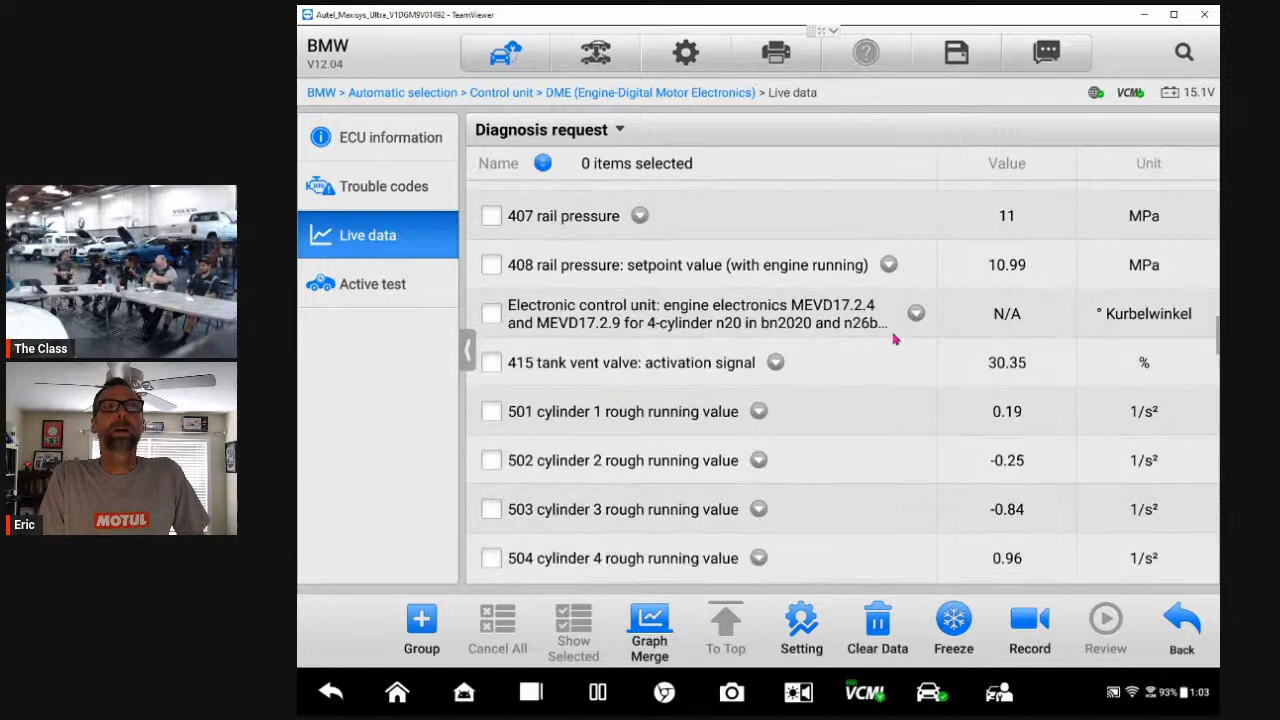 Autel_Maxisys_Ultra_V1DGM9V01492 - TeamViewer
BMW
V12.04
BMW > Automatic selection > Control unit > DME (Engine-Digital Motor Electronics) > Live data
VCMI
15.1V
ECU information
Trouble codes
Live data
Active test
Diagnosis request
Name 0 items selected Value Unit
407 rail pressure 11 MPa
408 rail pressure: setpoint value (with engine running) 10.99 MPa
Electronic control unit: engine electronics MEVD17.2.4
and MEVD17.2.9 for 4-cylinder n20 in bn2020 and n26b... N/A ° Kurbelwinkel
415 tank vent valve: activation signal 30.35 %
501 cylinder 1 rough running value 0.19 1/s²
502 cylinder 2 rough running value -0.25 1/s²
503 cylinder 3 rough running value -0.84 1/s²
504 cylinder 4 rough running value 0.96 1/s²
Group
Cancel All
Show
Selected
Graph
Merge
To Top
Setting
Clear Data
Freeze
Record
Review
Back
VCMI
93% 1:03
The Class
VOLVO
Eric
MOTUL